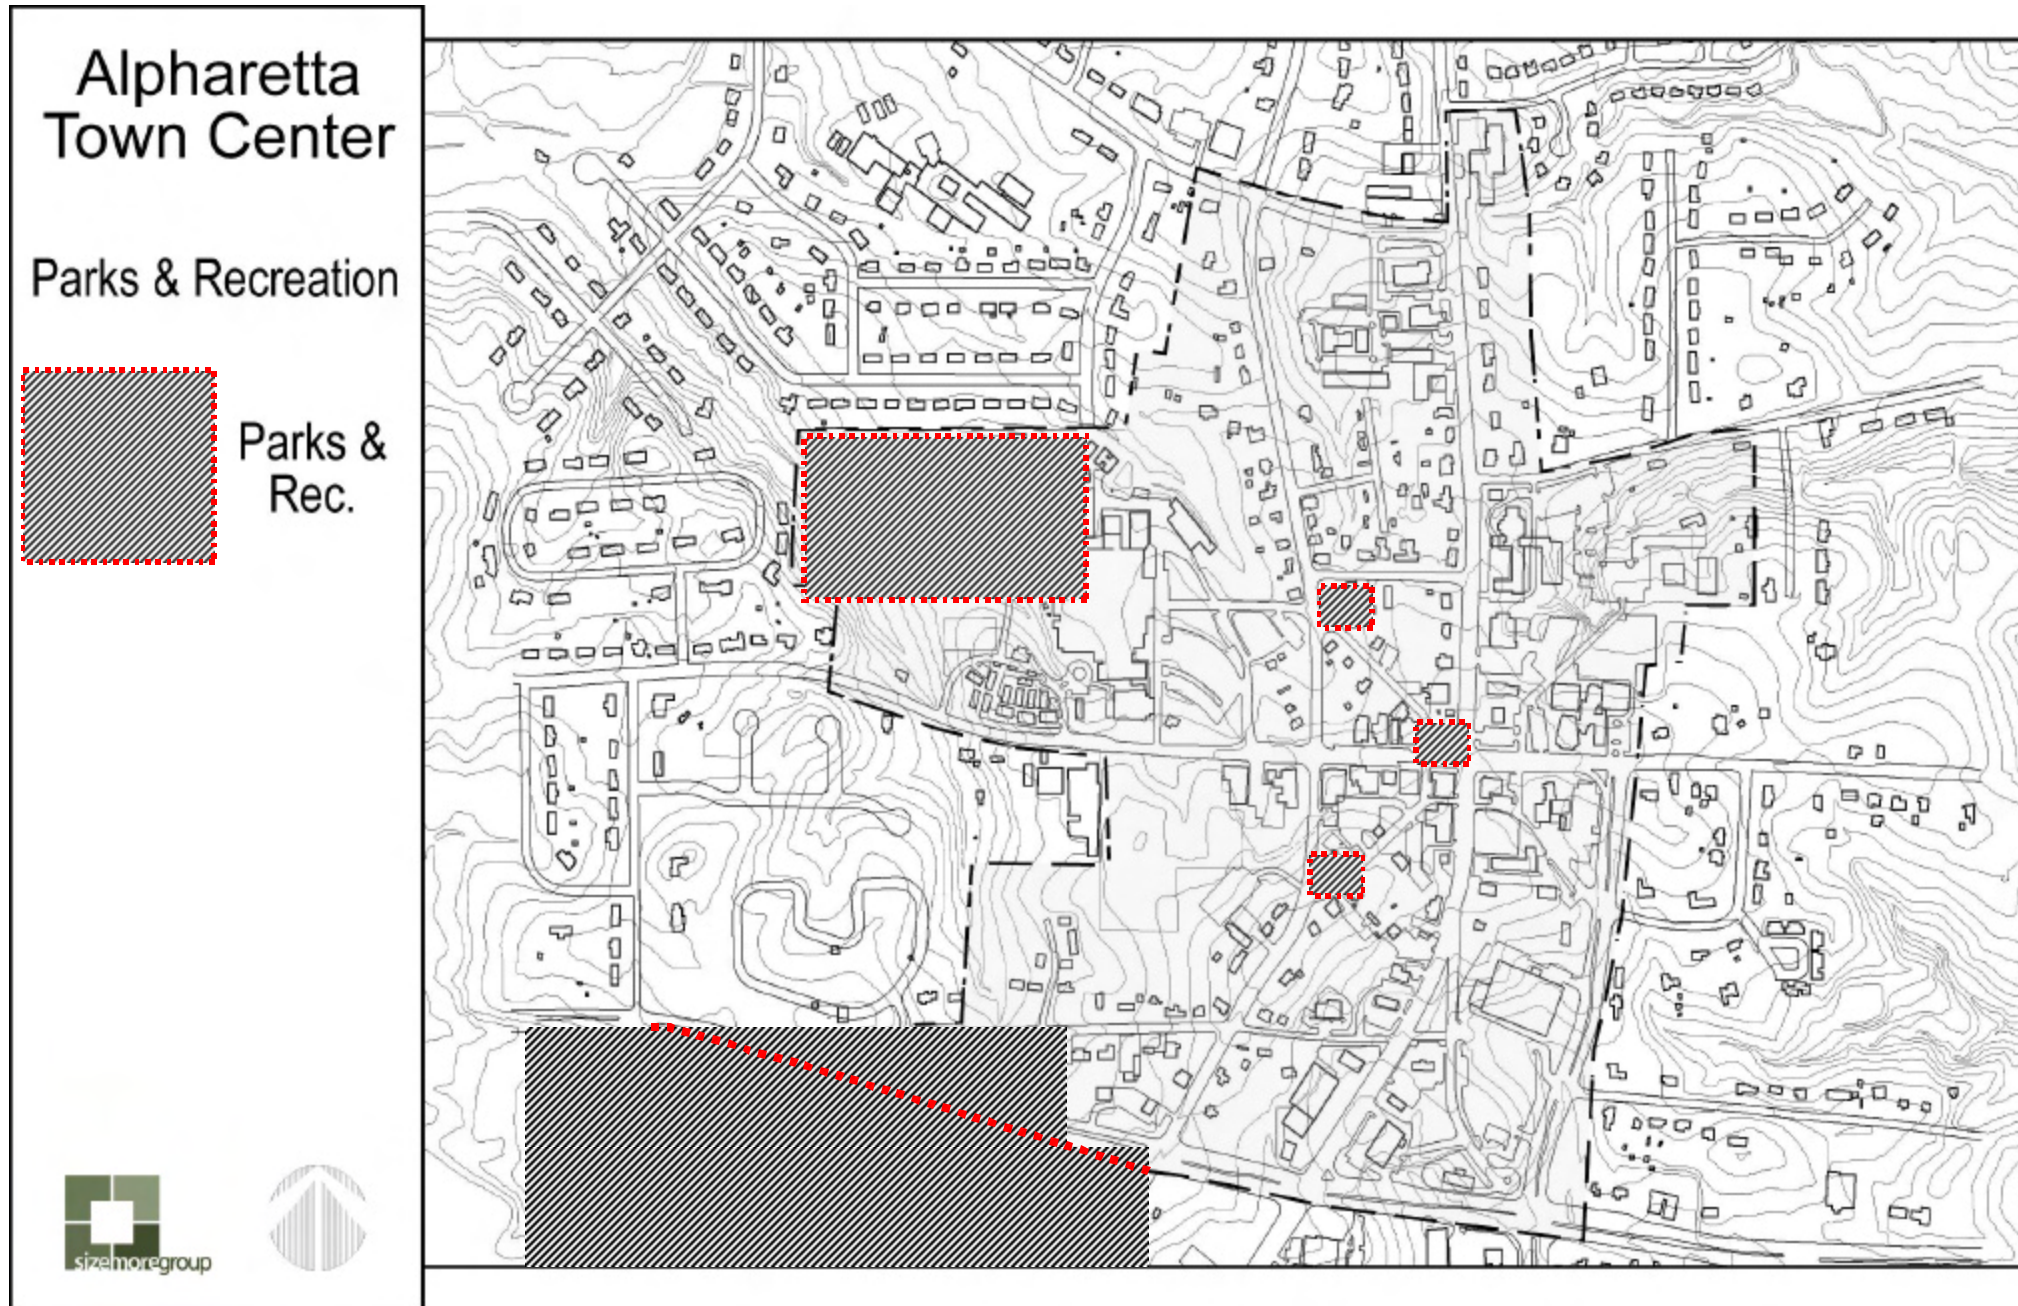 Alpharetta
Town Center
Parks & Recreation
Parks &
Rec.
sizemoregroup